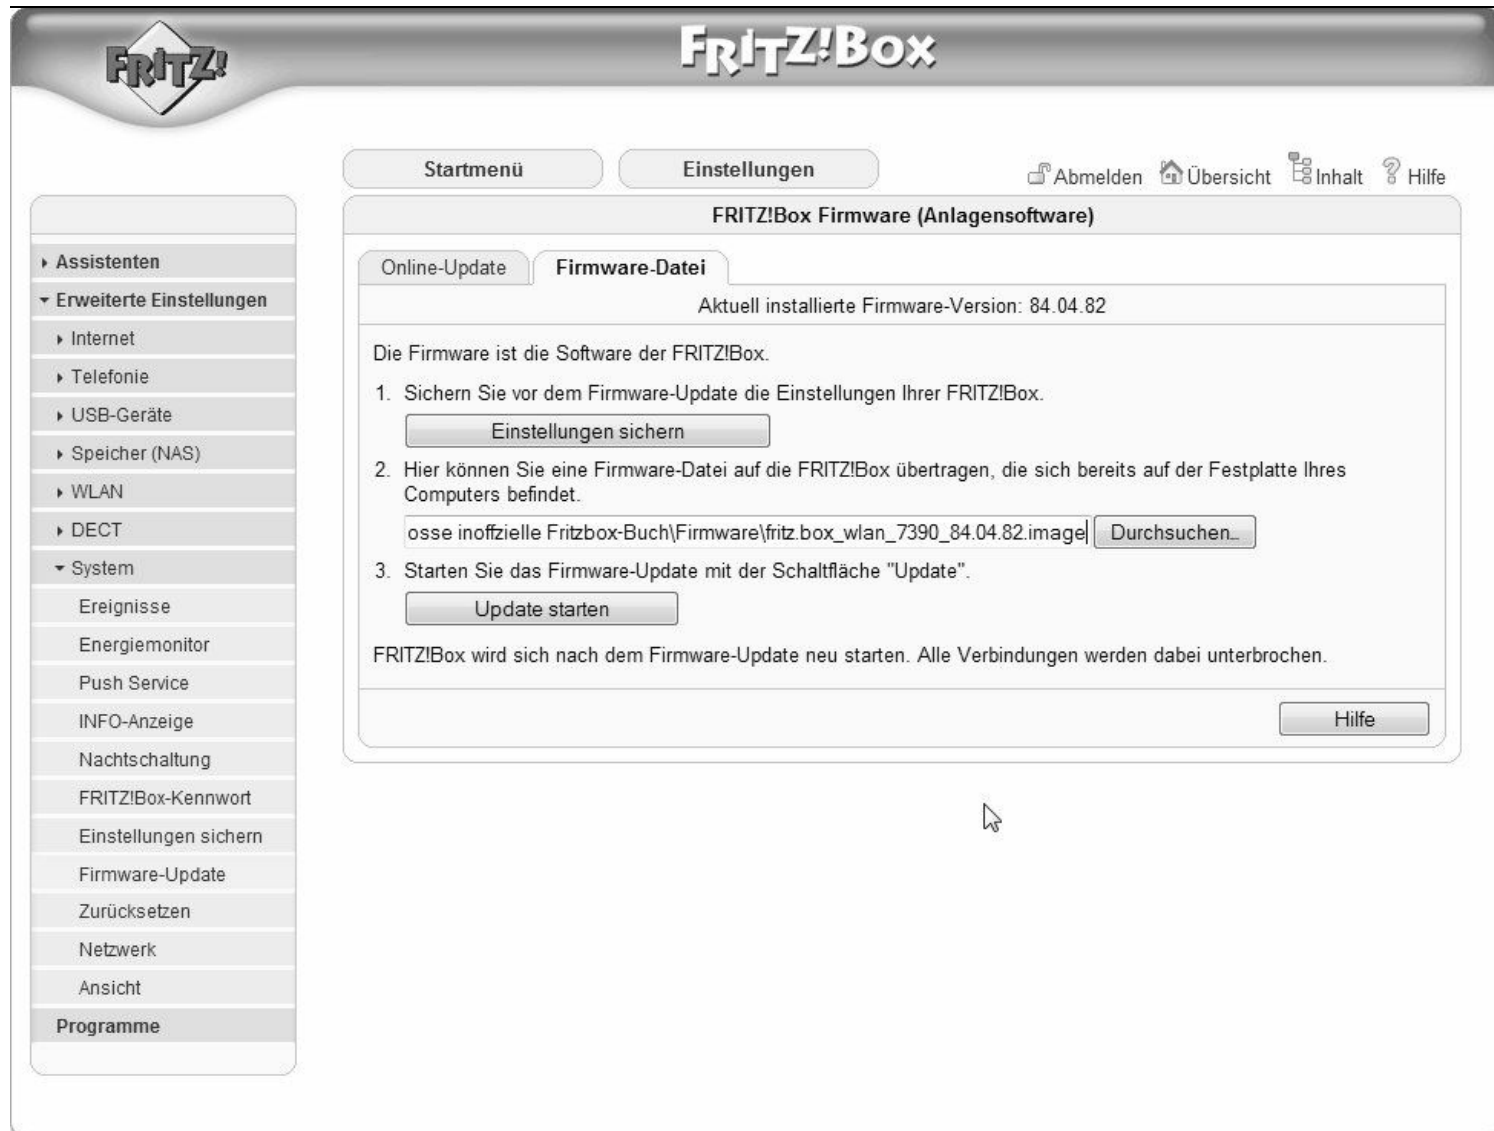 FRITZ!
FRITZ!Box
Startmenü
Einstellungen
Abmelden
Übersicht
Inhalt
Hilfe
Assistenten
Erweiterte Einstellungen
Internet
Telefonie
USB-Geräte
Speicher (NAS)
WLAN
DECT
System
Ereignisse
Energiemonitor
Push Service
INFO-Anzeige
Nachtschaltung
FRITZ!Box-Kennwort
Einstellungen sichern
Firmware-Update
Zurücksetzen
Netzwerk
Ansicht
Programme
FRITZ!Box Firmware (Anlagensoftware)
Online-Update
Firmware-Datei
Aktuell installierte Firmware-Version: 84.04.82
Die Firmware ist die Software der FRITZ!Box.
1. Sichern Sie vor dem Firmware-Update die Einstellungen Ihrer FRITZ!Box.
Einstellungen sichern
2. Hier können Sie eine Firmware-Datei auf die FRITZ!Box übertragen, die sich bereits auf der Festplatte Ihres
Computers befindet.
osse inoffzielle Fritzbox-Buch\Firmware\fritz.box_wlan_7390_84.04.82.image
Durchsuchen...
3. Starten Sie das Firmware-Update mit der Schaltfläche "Update".
Update starten
FRITZ!Box wird sich nach dem Firmware-Update neu starten. Alle Verbindungen werden dabei unterbrochen.
Hilfe